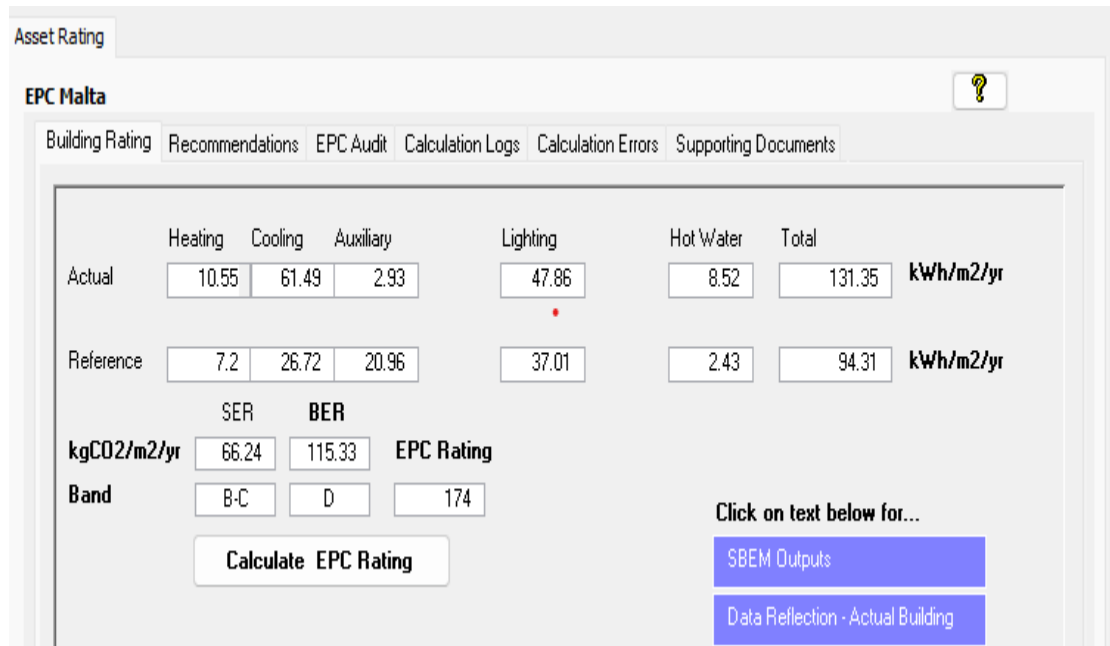 Asset Rating
EPC Malta
?
Building Rating Recommendations EPC Audit Calculation Logs Calculation Errors Supporting Documents
Heating Cooling Auxiliary Lighting Hot Water Total
Actual 10.55 61.49 2.93 47.86 8.52 131.35 kWh/m2/yr
Reference 7.2 26.72 20.96 37.01 2.43 94.31 kWh/m2/yr
SER BER
kgCO2/m2/yr 66.24 115.33 EPC Rating
Band B-C D 174
Click on text below for...
Calculate EPC Rating
SBEM Outputs
Data Reflection - Actual Building